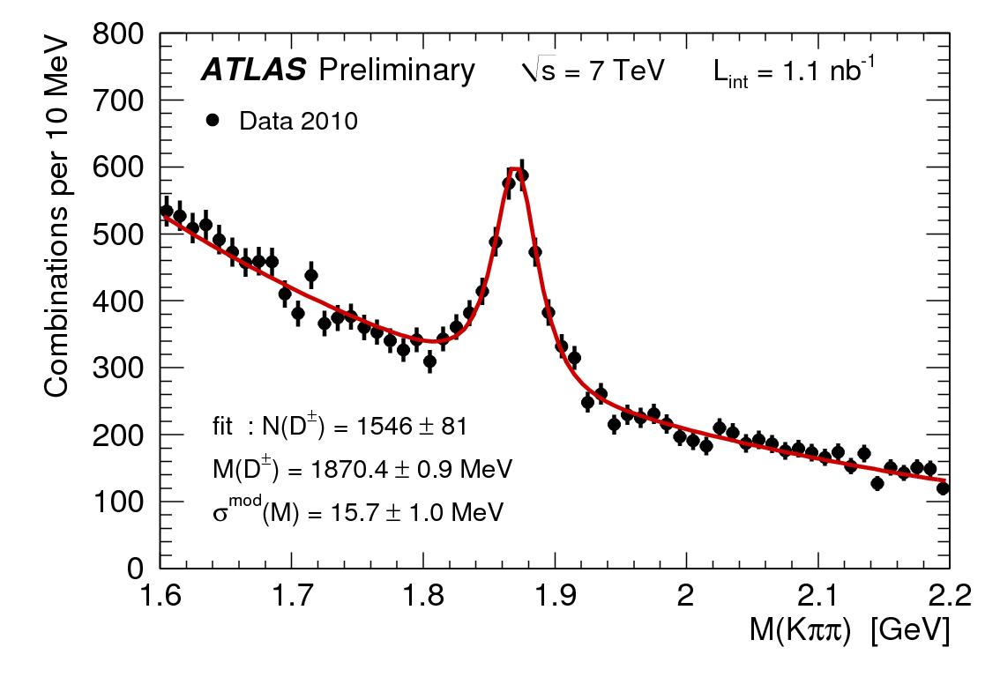 Combinations per 10 MeV
800
700
600
500
400
300
200
100
0
ATLAS Preliminary √s = 7 TeV L_int = 1.1 nb⁻¹
Data 2010
fit : N(D^±) = 1546 ± 81
M(D^±) = 1870.4 ± 0.9 MeV
σ^mod(M) = 15.7 ± 1.0 MeV
1.6 1.7 1.8 1.9 2 2.1 2.2
M(Kππ) [GeV]